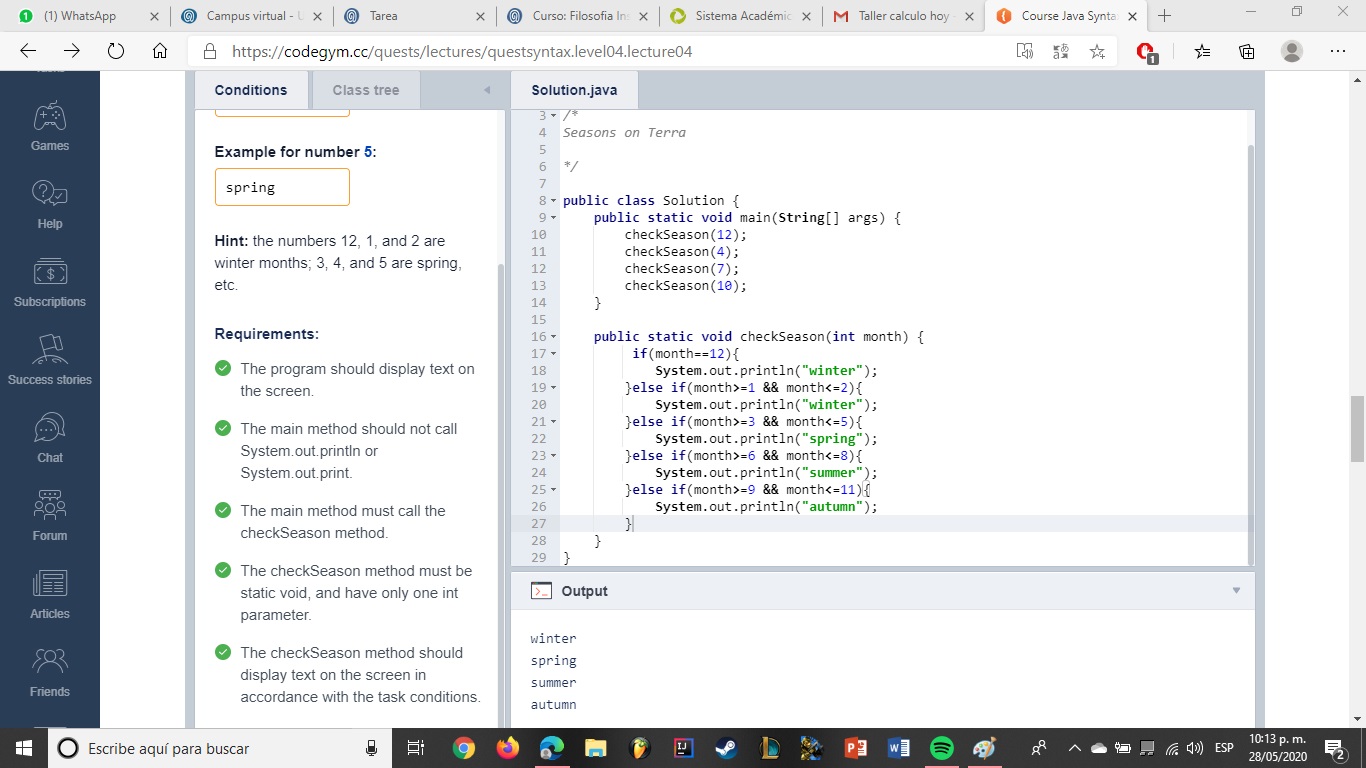 (1) WhatsApp
Campus virtual - U
Tarea
Curso: Filosofia Ins
Sistema Académic
Taller calculo hoy -
Course Java Synta
https://codegym.cc/quests/lectures/questsyntax.level04.lecture04
1
Games
Help
Subscriptions
Success stories
Chat
Forum
Articles
Friends
Conditions
Class tree
Example for number 5:
spring
Hint: the numbers 12, 1, and 2 are
winter months; 3, 4, and 5 are spring,
etc.
Requirements:
The program should display text on
the screen.
The main method should not call
System.out.println or
System.out.print.
The main method must call the
checkSeason method.
The checkSeason method must be
static void, and have only one int
parameter.
The checkSeason method should
display text on the screen in
accordance with the task conditions.
Solution.java
3 /*
4 Seasons on Terra
5
6 */
7
8 public class Solution {
9 public static void main(String[] args) {
10 checkSeason(12);
11 checkSeason(4);
12 checkSeason(7);
13 checkSeason(10);
14 }
15
16 public static void checkSeason(int month) {
17 if(month==12){
18 System.out.println("winter");
19 }else if(month>=1 && month<=2){
20 System.out.println("winter");
21 }else if(month>=3 && month<=5){
22 System.out.println("spring");
23 }else if(month>=6 && month<=8){
24 System.out.println("summer");
25 }else if(month>=9 && month<=11){
26 System.out.println("autumn");
27 }
28 }
29 }
Output
winter
spring
summer
autumn
Escribe aquí para buscar
ESP
10:13 p. m.
28/05/2020
2